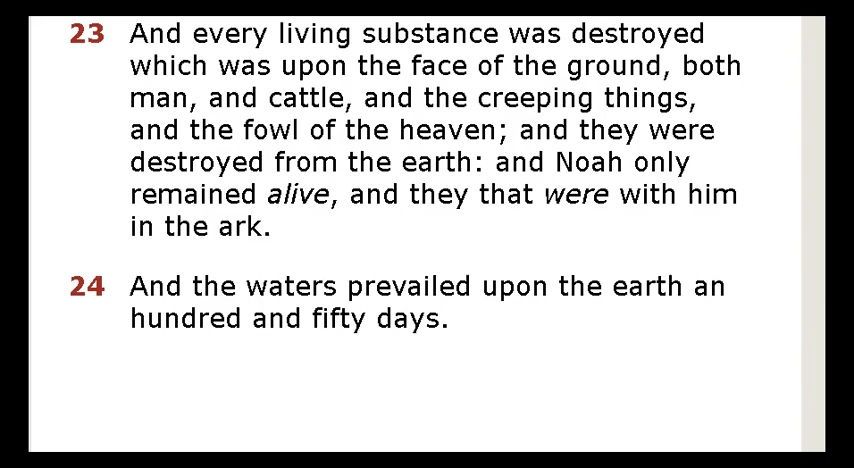 23 And every living substance was destroyed
which was upon the face of the ground, both
man, and cattle, and the creeping things,
and the fowl of the heaven; and they were
destroyed from the earth: and Noah only
remained alive, and they that were with him
in the ark.
24 And the waters prevailed upon the earth an
hundred and fifty days.